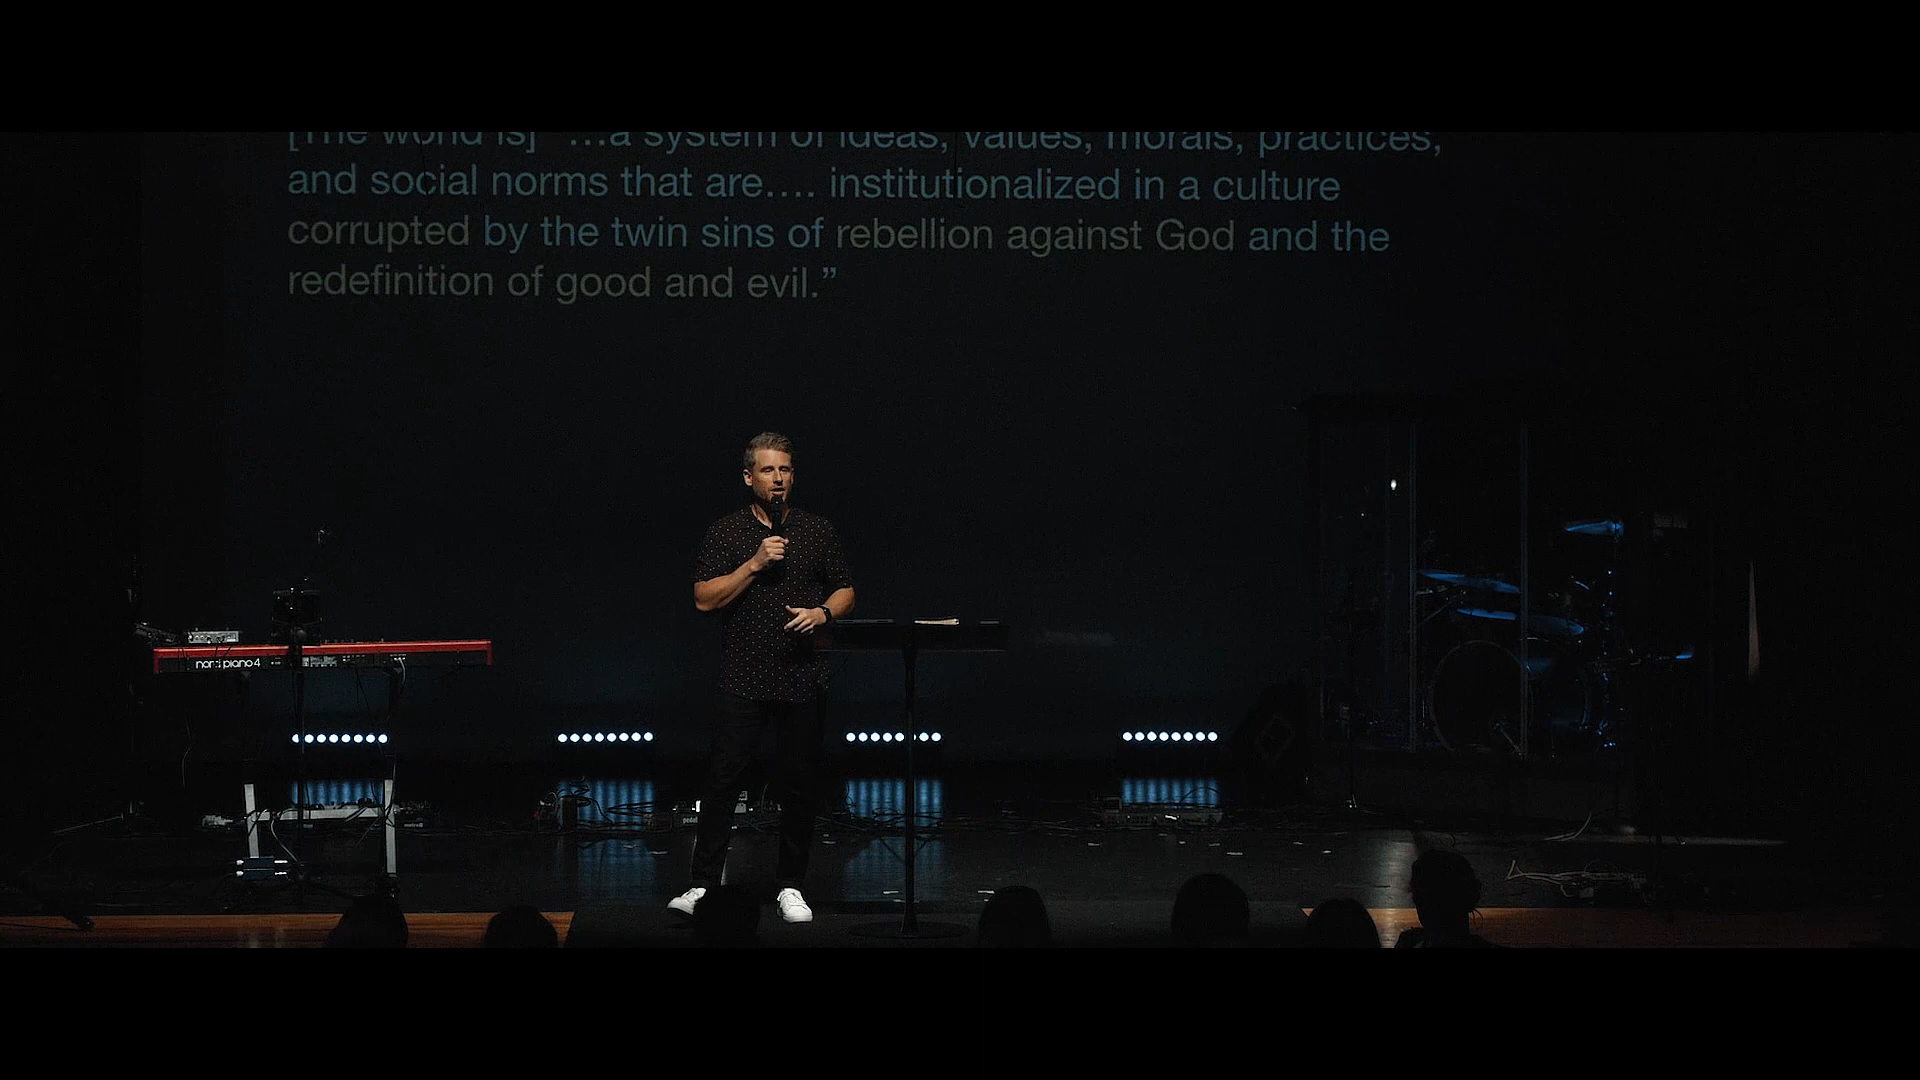 [The world is] “…a system of ideas, values, morals, practices,
and social norms that are…. institutionalized in a culture
corrupted by the twin sins of rebellion against God and the
redefinition of good and evil.”
nord piano 4
pedal